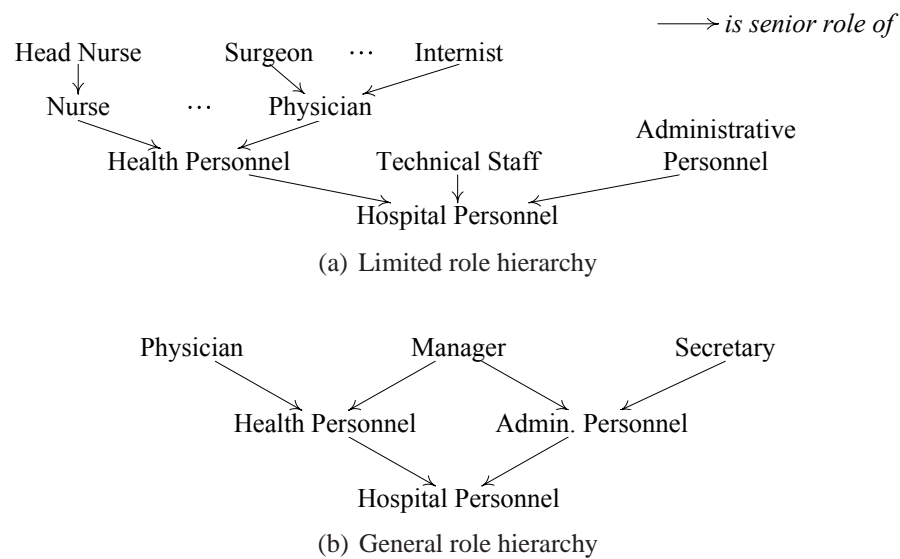 is senior role of
Head Nurse Surgeon ··· Internist
Nurse ··· Physician
Administrative
Health Personnel Technical Staff Personnel
Hospital Personnel
(a) Limited role hierarchy
Physician Manager Secretary
Health Personnel Admin. Personnel
Hospital Personnel
(b) General role hierarchy